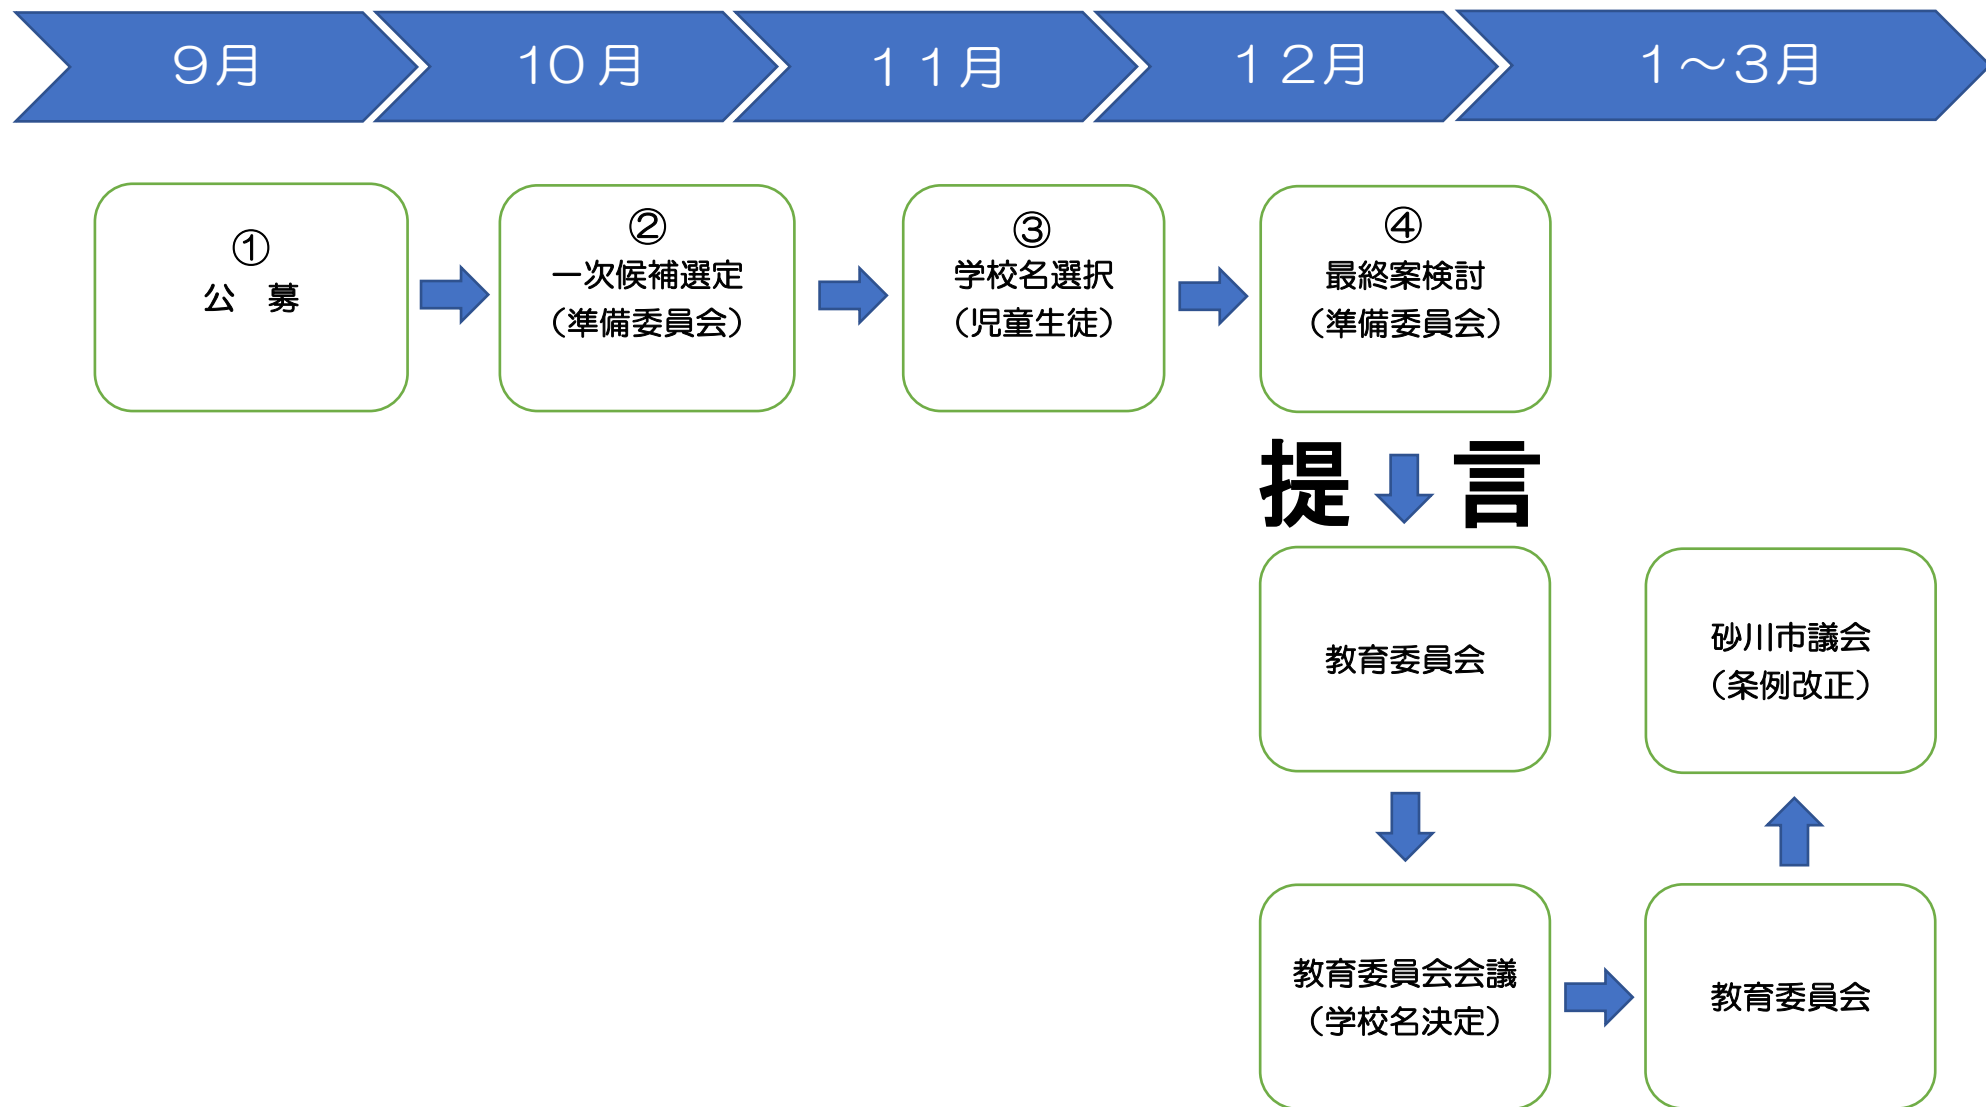 ９月
１０月
１１月
１２月
１～３月
①
公　募
②
一次候補選定
（準備委員会）
③
学校名選択
（児童生徒）
④
最終案検討
（準備委員会）
提 言
教育委員会
教育委員会会議
（学校名決定）
教育委員会
砂川市議会
（条例改正）